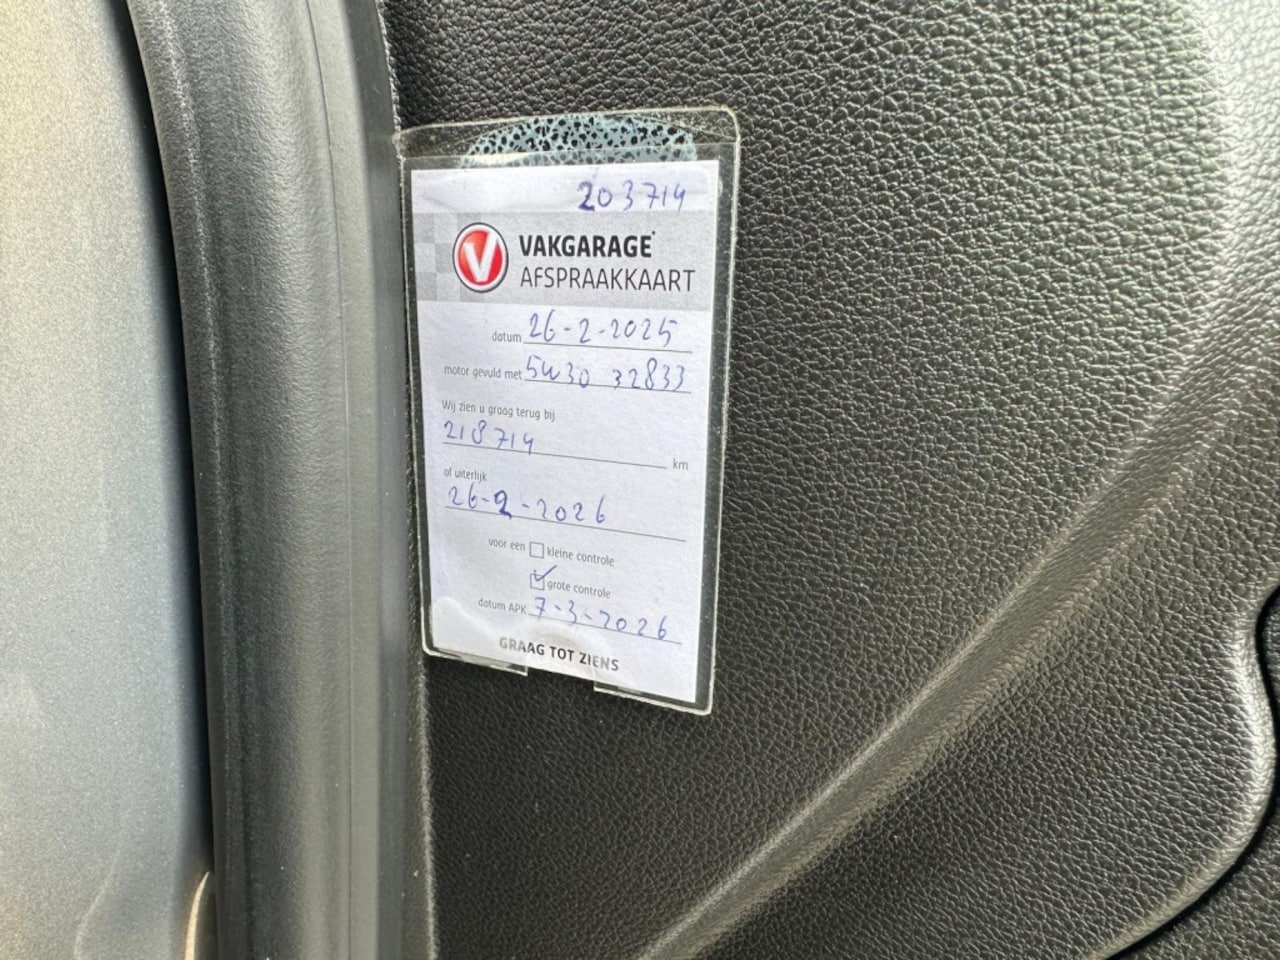 203714
V VAKGARAGE
AFSPRAAKKAART
datum 26-2-2025
motor gevuld met 5W30 32833
Wij zien u graag terug bij
218714 km
of uiterlijk
26-2-2026
voor een kleine controle
grote controle
datum APK 7-3-2026
GRAAG TOT ZIENS